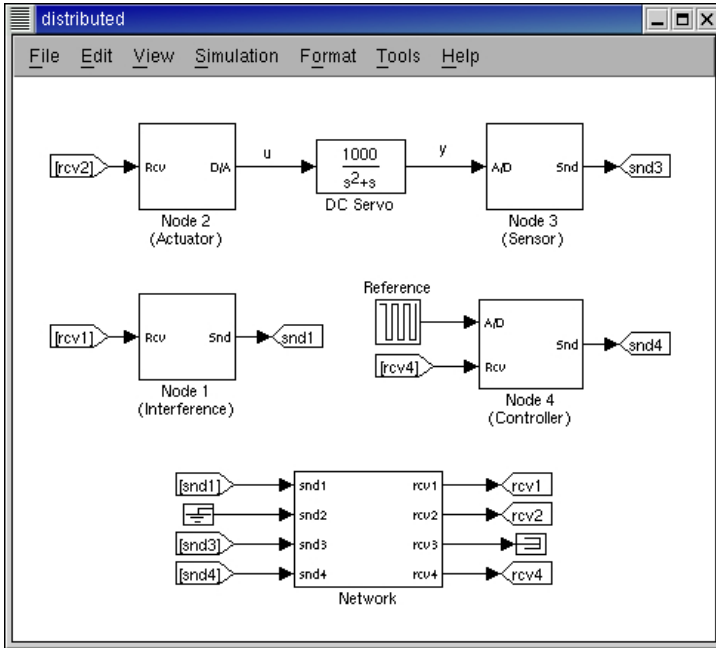 distributed
File Edit View Simulation Format Tools Help
[rcv2] Rcv D/A u 1000 y A/D Snd snd3
s²+s
DC Servo
Node 2
(Actuator)
Node 3
(Sensor)
Reference
[rcv1] Rcv Snd snd1
A/D
Snd snd4
[rcv4] Rcv
Node 1
(Interference)
Node 4
(Controller)
[snd1] snd1 rcv1 rcv1
snd2 rcv2 rcv2
[snd3] snd3 rcv3
[snd4] snd4 rcv4 rcv4
Network